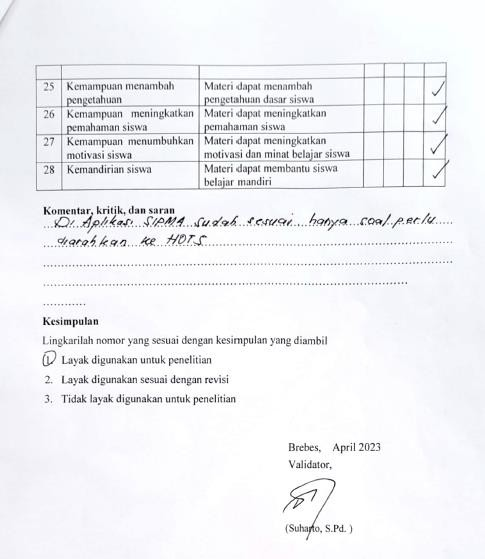 25 Kemampuan menambah Materi dapat menambah
pengetahuan pengetahuan dasar siswa
26 Kemampuan meningkatkan Materi dapat meningkatkan
pemahaman siswa pemahaman siswa
27 Kemampuan menumbuhkan Materi dapat meningkatkan
motivasi siswa motivasi dan minat belajar siswa
28 Kemandirian siswa Materi dapat membantu siswa
belajar mandiri
Komentar, kritik, dan saran
Di Aplikasi SIPMA sudah sesuai hanya soal perlu
diarahkan ke HOTS
Kesimpulan
Lingkarilah nomor yang sesuai dengan kesimpulan yang diambil
1. Layak digunakan untuk penelitian
2. Layak digunakan sesuai dengan revisi
3. Tidak layak digunakan untuk penelitian
Brebes, April 2023
Validator,
(Suharto, S.Pd. )